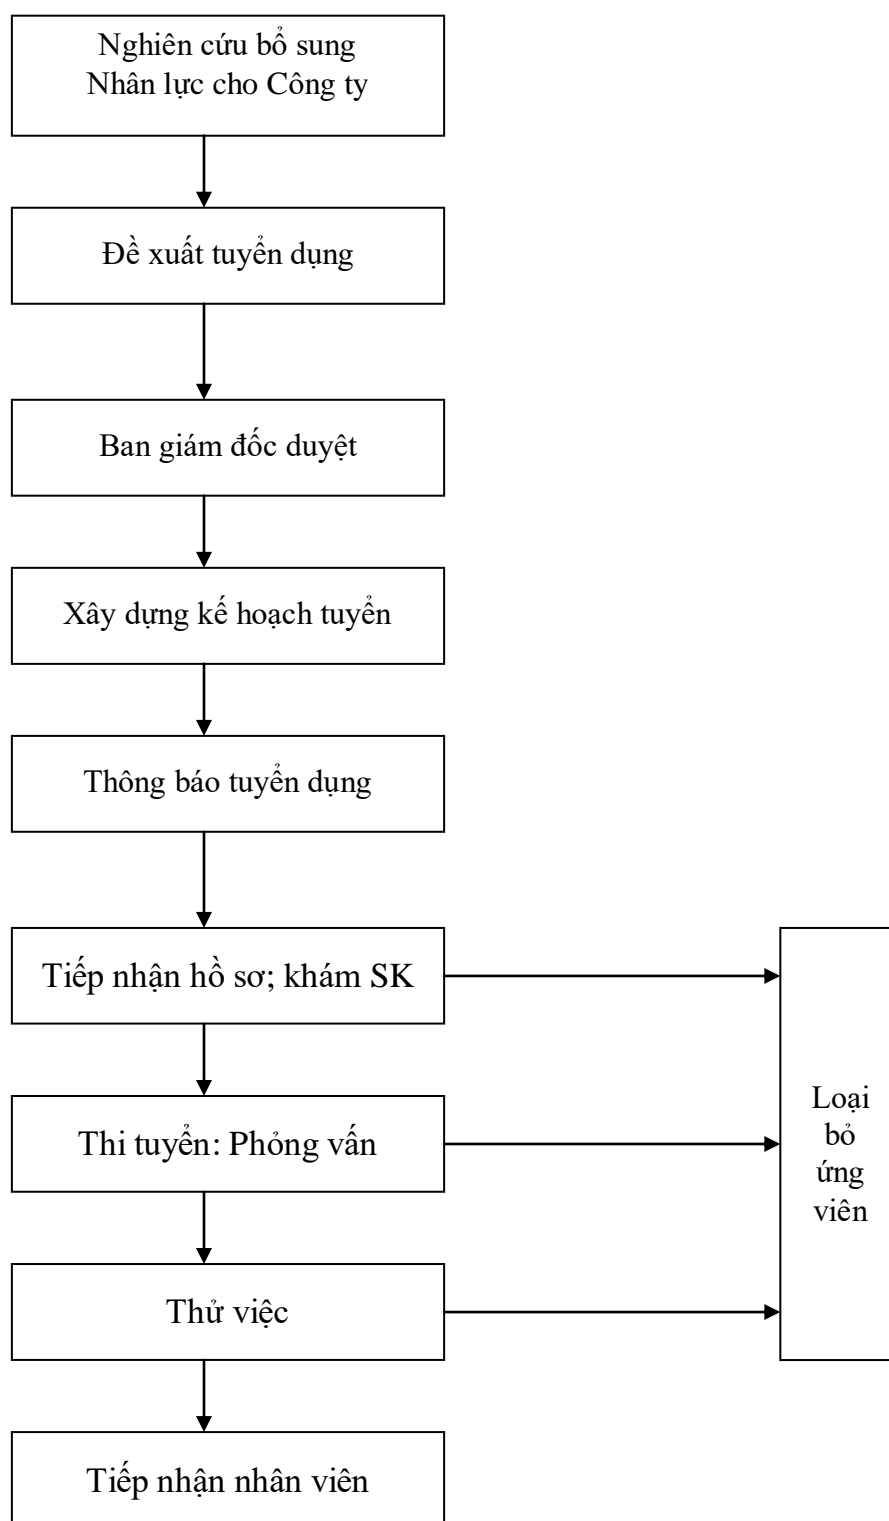 Nghiên cứu bổ sung
Nhân lực cho Công ty
Đề xuất tuyển dụng
Ban giám đốc duyệt
Xây dựng kế hoạch tuyển
Thông báo tuyển dụng
Tiếp nhận hồ sơ; khám SK
Thi tuyển: Phỏng vấn
Loại
bỏ
ứng
viên
Thử việc
Tiếp nhận nhân viên